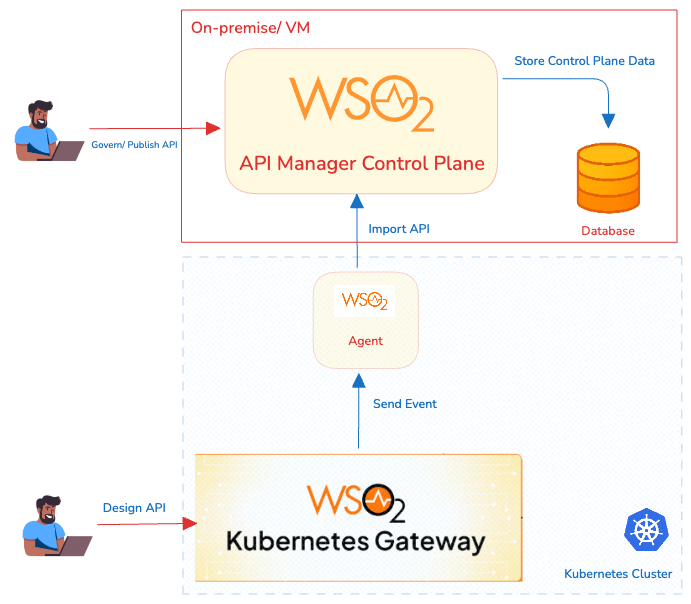 On-premise/ VM
WSO2
Store Control Plane Data
Govern/ Publish API
API Manager Control Plane
Import API
Database
WSO2
Agent
Send Event
WSO2
Design API
Kubernetes Gateway
Kubernetes Cluster